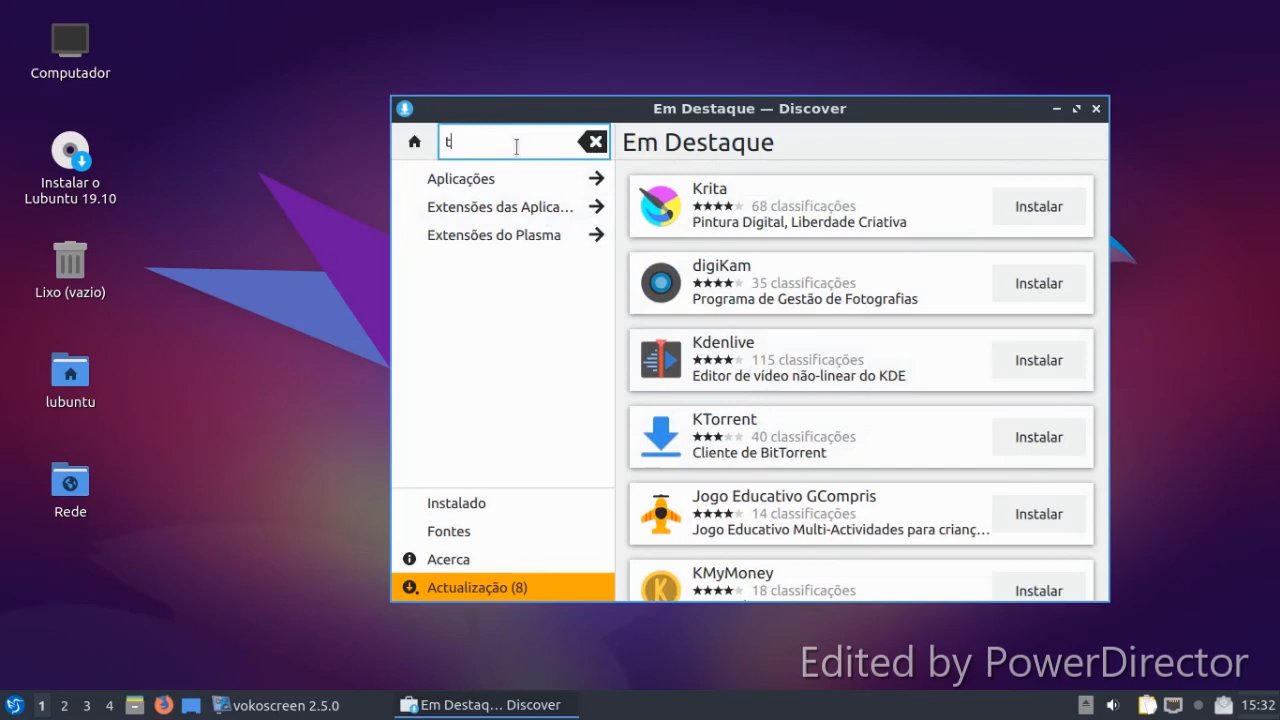 Computador
Instalar o
Lubuntu 19.10
Lixo (vazio)
lubuntu
Rede
Em Destaque — Discover
t
Aplicações
Extensões das Aplica...
Extensões do Plasma
Instalado
Fontes
Acerca
Actualização (8)
Em Destaque
Krita
68 classificações
Pintura Digital, Liberdade Criativa
Instalar
digiKam
35 classificações
Programa de Gestão de Fotografias
Instalar
Kdenlive
115 classificações
Editor de vídeo não-linear do KDE
Instalar
KTorrent
40 classificações
Cliente de BitTorrent
Instalar
Jogo Educativo GCompris
14 classificações
Jogo Educativo Multi-Actividades para crianç...
Instalar
KMyMoney
18 classificações
Instalar
Edited by PowerDirector
1 2 3 4 vokoscreen 2.5.0 Em Destaq... Discover 15:32